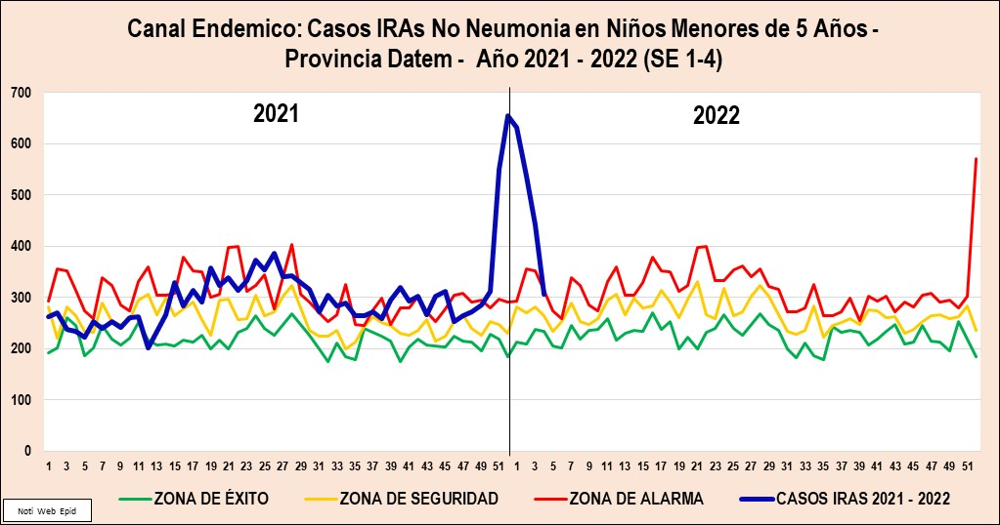 Canal Endemico: Casos IRAs No Neumonia en Niños Menores de 5 Años -
Provincia Datem - Año 2021 - 2022 (SE 1-4)
700
600
500
400
300
200
100
0
2021
2022
1 3 5 7 9 11 13 15 17 19 21 23 25 27 29 31 33 35 37 39 41 43 45 47 49 51 1 3 5 7 9 11 13 15 17 19 21 23 25 27 29 31 33 35 37 39 41 43 45 47 49 51
ZONA DE ÉXITO ZONA DE SEGURIDAD ZONA DE ALARMA CASOS IRAS 2021 - 2022
Noti Web Epid